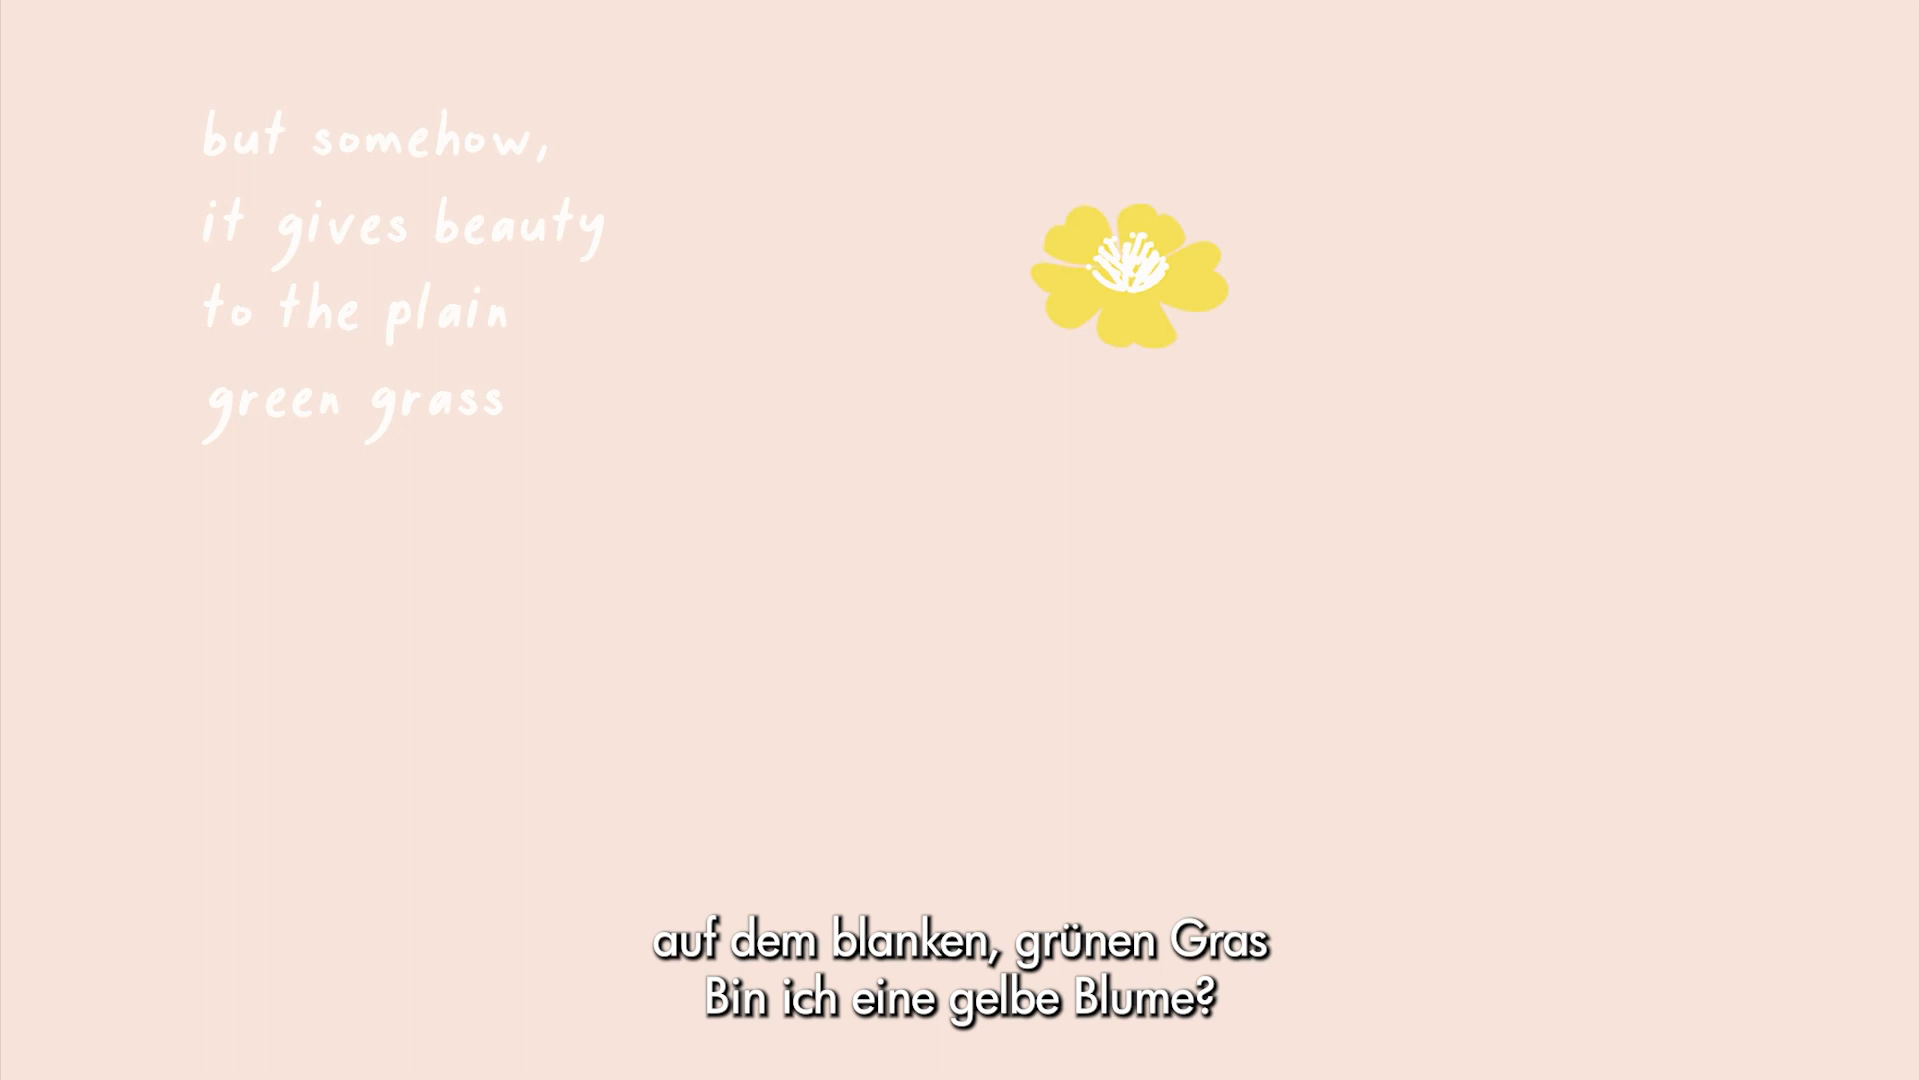 but somehow,
it gives beauty
to the plain
green grass
auf dem blanken, grünen Gras
Bin ich eine gelbe Blume?